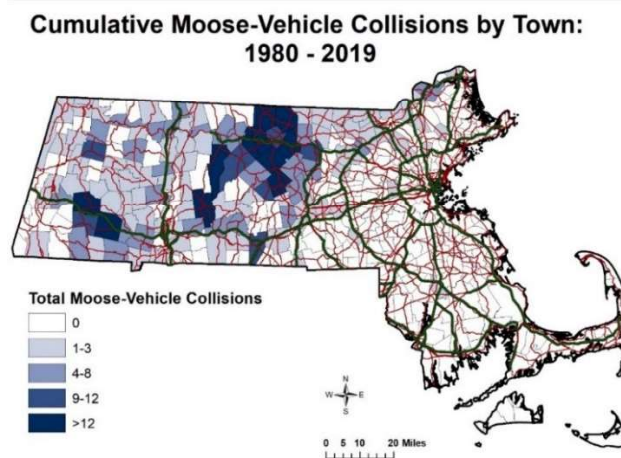 Cumulative Moose-Vehicle Collisions by Town:
1980 - 2019
Total Moose-Vehicle Collisions
0
1-3
4-8
9-12
>12
N
W E
S
0 5 10 20 Miles